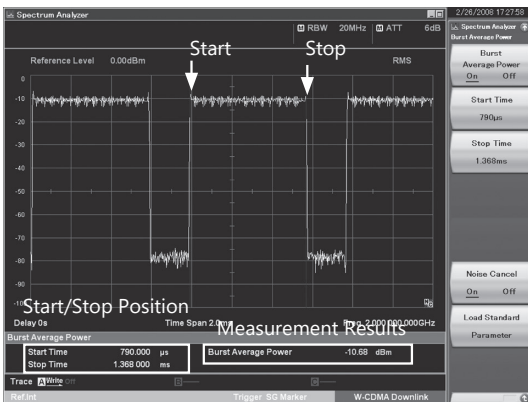 Spectrum Analyzer
2/26/2008 17:27:58
RBW 20MHz ATT 6dB
Spectrum Analyzer
Burst Average Power
Start
Stop
Reference Level 0.00dBm
RMS
0
-10
-20
-30
-40
-50
-60
-70
-80
-90
Burst
Average Power
On Off
Start Time
790µs
Stop Time
1.368ms
Noise Cancel
On Off
Load Standard
Parameter
Start/Stop Position
Measurement Results
Delay 0s
Time Span 2.0ms
2.000 000 000GHz
Burst Average Power
Start Time 790.000 µs
Stop Time 1.368 000 ms
Burst Average Power -10.68 dBm
Trace A Write Off
Ref.Int
Trigger SG Marker
W-CDMA Downlink